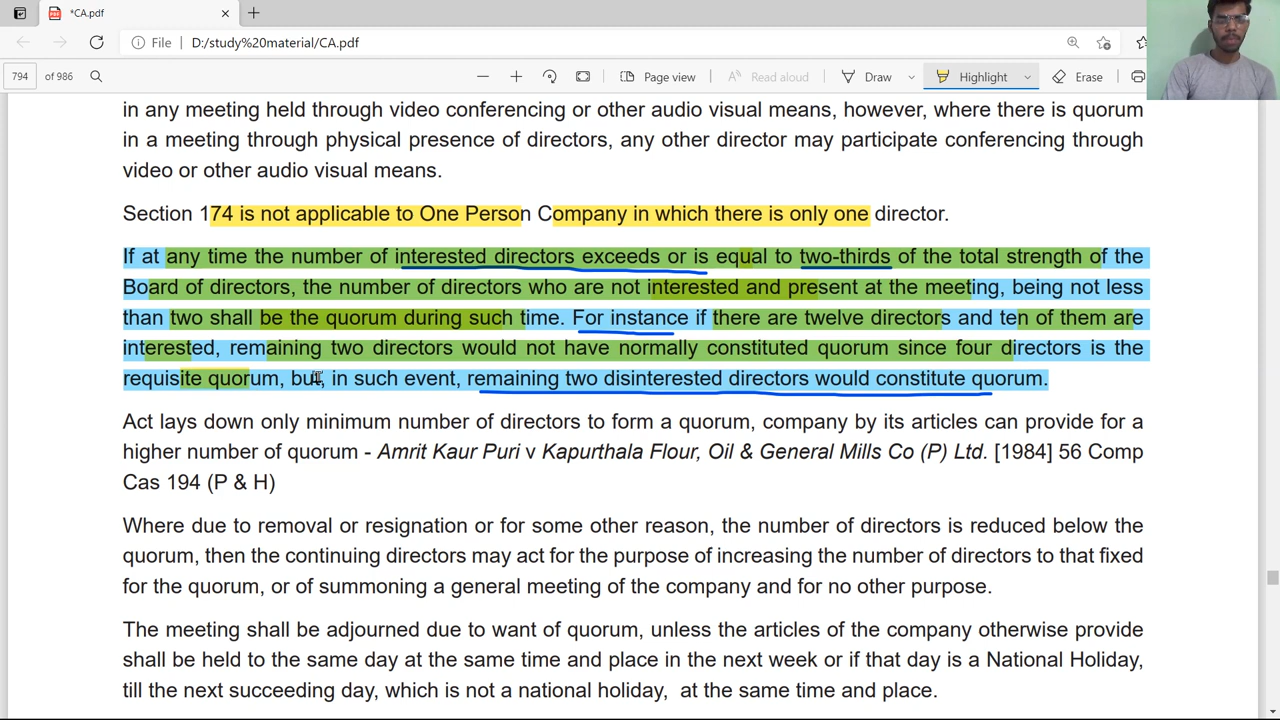 *CA.pdf
File D:/study%20material/CA.pdf
794 of 986 Page view Read aloud Draw Highlight Erase
in any meeting held through video conferencing or other audio visual means, however, where there is quorum
in a meeting through physical presence of directors, any other director may participate conferencing through
video or other audio visual means.
Section 174 is not applicable to One Person Company in which there is only one director.
If at any time the number of interested directors exceeds or is equal to two-thirds of the total strength of the
Board of directors, the number of directors who are not interested and present at the meeting, being not less
than two shall be the quorum during such time. For instance if there are twelve directors and ten of them are
interested, remaining two directors would not have normally constituted quorum since four directors is the
requisite quorum, but, in such event, remaining two disinterested directors would constitute quorum.
Act lays down only minimum number of directors to form a quorum, company by its articles can provide for a
higher number of quorum - Amrit Kaur Puri v Kapurthala Flour, Oil & General Mills Co (P) Ltd. [1984] 56 Comp
Cas 194 (P & H)
Where due to removal or resignation or for some other reason, the number of directors is reduced below the
quorum, then the continuing directors may act for the purpose of increasing the number of directors to that fixed
for the quorum, or of summoning a general meeting of the company and for no other purpose.
The meeting shall be adjourned due to want of quorum, unless the articles of the company otherwise provide
shall be held to the same day at the same time and place in the next week or if that day is a National Holiday,
till the next succeeding day, which is not a national holiday, at the same time and place.